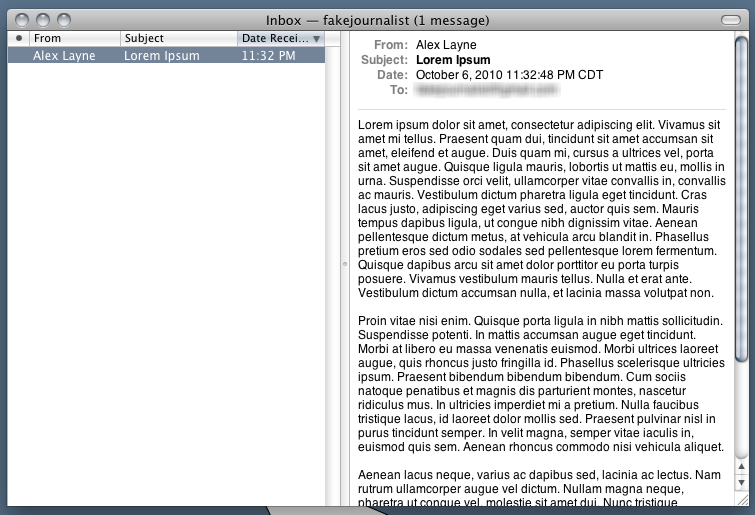 Inbox — fakejournalist (1 message)
From Subject Date Recei...
Alex Layne Lorem Ipsum 11:32 PM
From: Alex Layne
Subject: Lorem Ipsum
Date: October 6, 2010 11:32:48 PM CDT
To:
Lorem ipsum dolor sit amet, consectetur adipiscing elit. Vivamus sit
amet mi tellus. Praesent quam dui, tincidunt sit amet accumsan sit
amet, eleifend et augue. Duis quam mi, cursus a ultrices vel, porta
sit amet augue. Quisque ligula mauris, lobortis ut mattis eu, mollis in
urna. Suspendisse orci velit, ullamcorper vitae convallis in, convallis
ac mauris. Vestibulum dictum pharetra ligula eget tincidunt. Cras
lacus justo, adipiscing eget varius sed, auctor quis sem. Mauris
tempus dapibus ligula, ut congue nibh dignissim vitae. Aenean
pellentesque dictum metus, at vehicula arcu blandit in. Phasellus
pretium eros sed odio sodales sed pellentesque lorem fermentum.
Quisque dapibus arcu sit amet dolor porttitor eu porta turpis
posuere. Vivamus vestibulum mauris tellus. Nulla et erat ante.
Vestibulum dictum accumsan nulla, et lacinia massa volutpat non.
Proin vitae nisi enim. Quisque porta ligula in nibh mattis sollicitudin.
Suspendisse potenti. In mattis accumsan augue eget tincidunt.
Morbi at libero eu massa venenatis euismod. Morbi ultrices laoreet
augue, quis rhoncus justo fringilla id. Phasellus scelerisque ultricies
ipsum. Praesent bibendum bibendum bibendum. Cum sociis
natoque penatibus et magnis dis parturient montes, nascetur
ridiculus mus. In ultricies imperdiet mi a pretium. Nulla faucibus
tristique lacus, id laoreet dolor mollis sed. Praesent pulvinar nisl in
purus tincidunt semper. In velit magna, semper vitae iaculis in,
euismod quis sem. Aenean rhoncus commodo nisi vehicula aliquet.
Aenean lacus neque, varius ac dapibus sed, lacinia ac lectus. Nam
rutrum ullamcorper augue vel dictum. Nullam magna neque,
pharetra ut congue vel, molestie sit amet dui. Nunc tristique